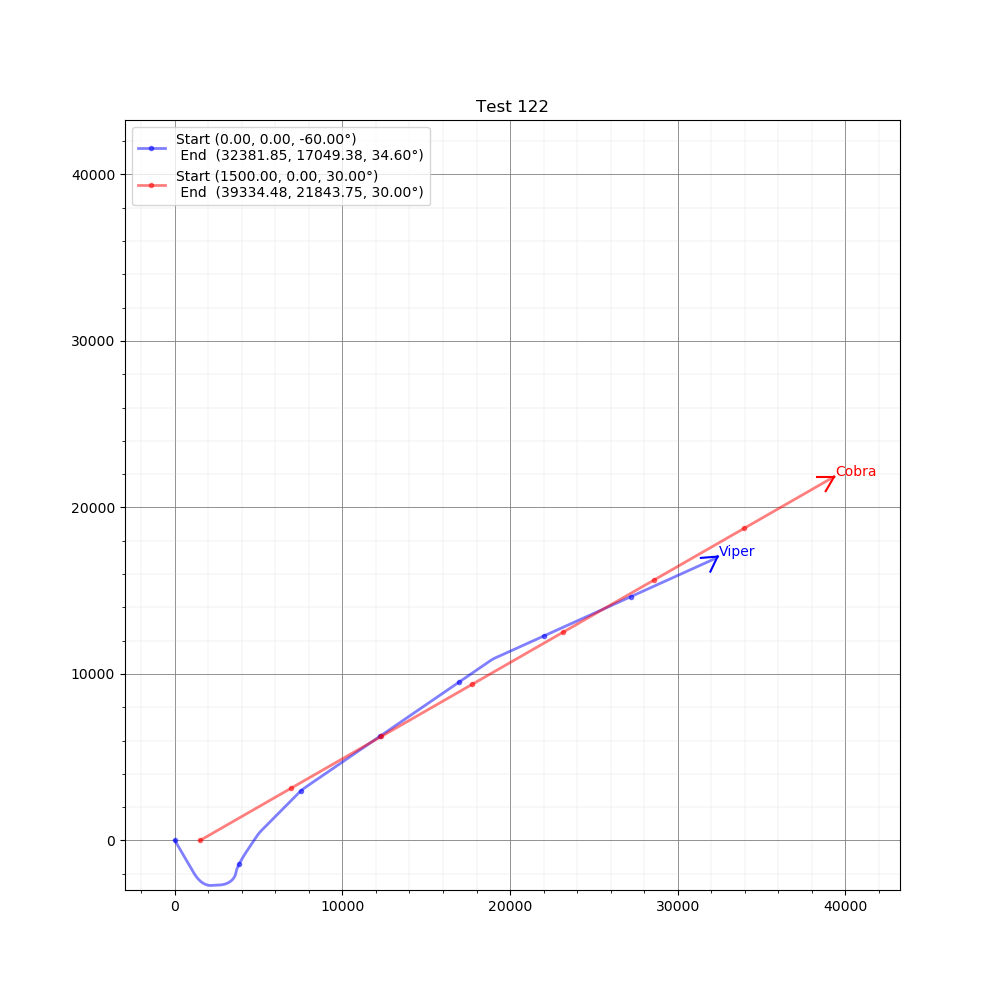 Test 122
Start (0.00, 0.00, -60.00°)
End (32381.85, 17049.38, 34.60°)
Start (1500.00, 0.00, 30.00°)
End (39334.48, 21843.75, 30.00°)
40000
30000
20000
10000
0
Cobra
Viper
0 10000 20000 30000 40000